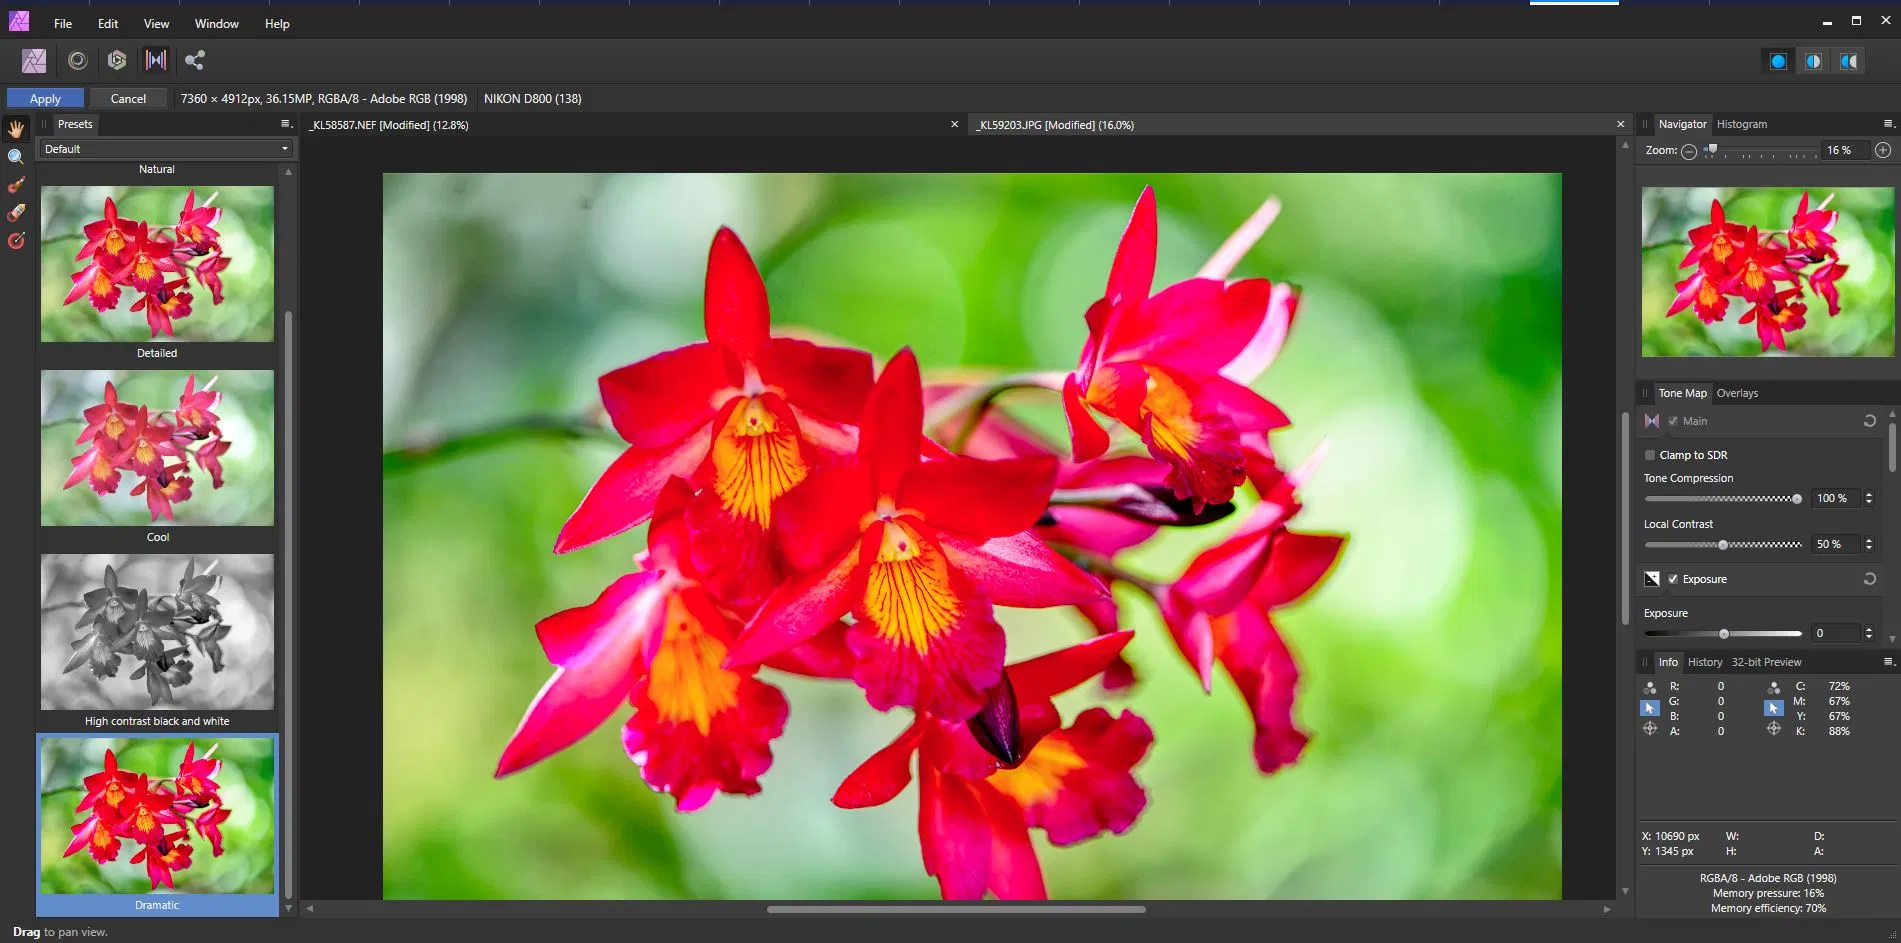 File Edit View Window Help
Apply Cancel 7360 × 4912px, 36.15MP, RGBA/8 - Adobe RGB (1998) NIKON D800 (138)
Presets
Default
Natural
Detailed
Cool
High contrast black and white
Dramatic
_KL58587.NEF [Modified] (12.8%)
_KL59203.JPG [Modified] (16.0%)
Navigator Histogram
Zoom: 16 %
Tone Map Overlays
Main
Clamp to SDR
Tone Compression
100 %
Local Contrast
50 %
Exposure
Exposure
0
Info History 32-bit Preview
R: 0 C: 72%
G: 0 M: 67%
B: 0 Y: 67%
A: 0 K: 88%
X: 10690 px W: D:
Y: 1345 px H: A:
RGBA/8 - Adobe RGB (1998)
Memory pressure: 16%
Memory efficiency: 70%
Drag to pan view.